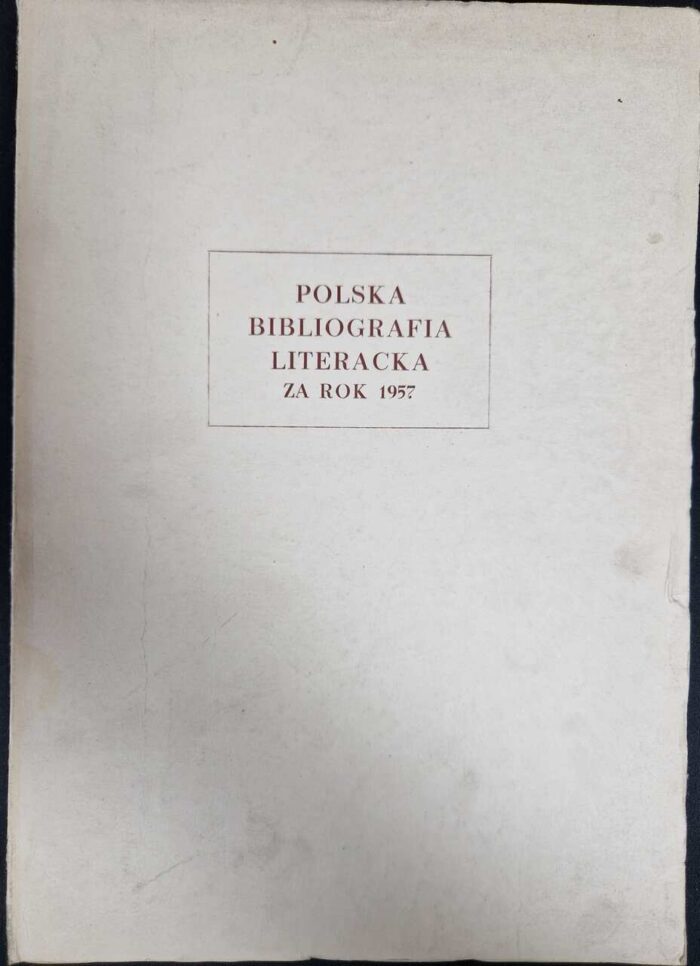 POLSKA
BIBLIOGRAFIA
LITERACKA
ZA ROK 1957